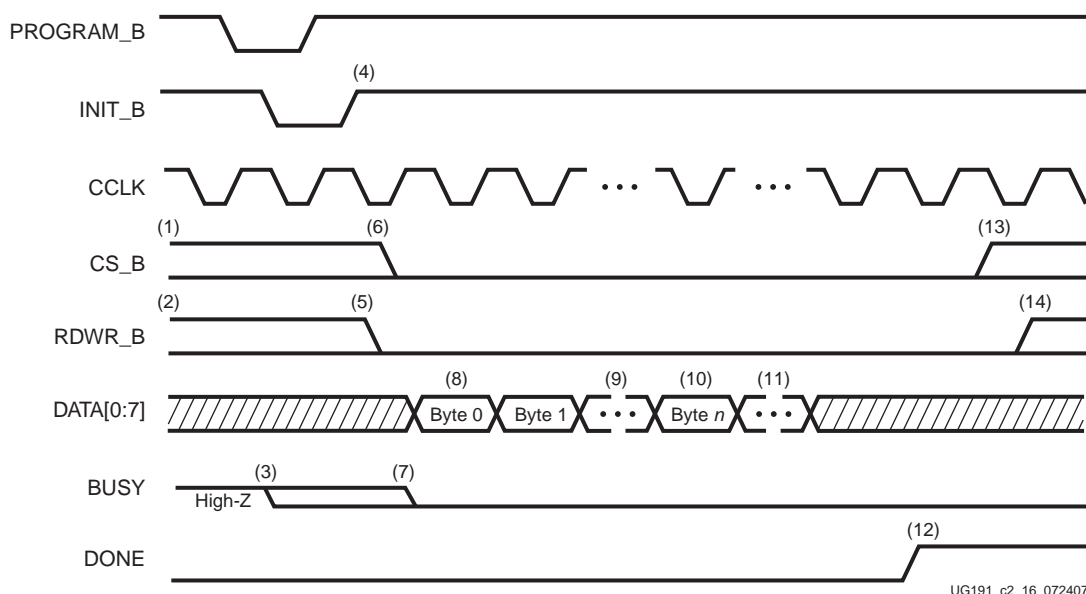 PROGRAM_B
(4)
INIT_B
CCLK
(1) (6) (13)
CS_B
(2) (5) (14)
RDWR_B
(8) (9) (10) (11)
DATA[0:7] Byte 0 Byte 1 • • • Byte n • • •
(3) (7)
BUSY
High-Z
(12)
DONE
UG191_c2_16_072407